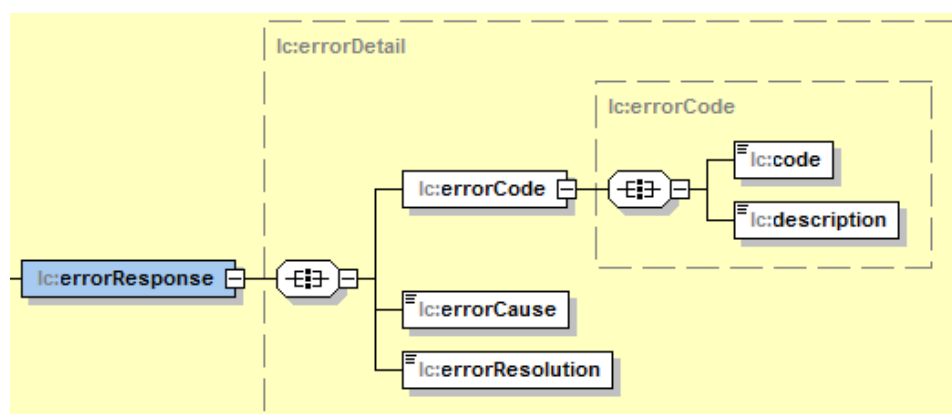 lc:errorDetail
lc:errorCode
lc:code
lc:errorCode
lc:description
lc:errorResponse
lc:errorCause
lc:errorResolution